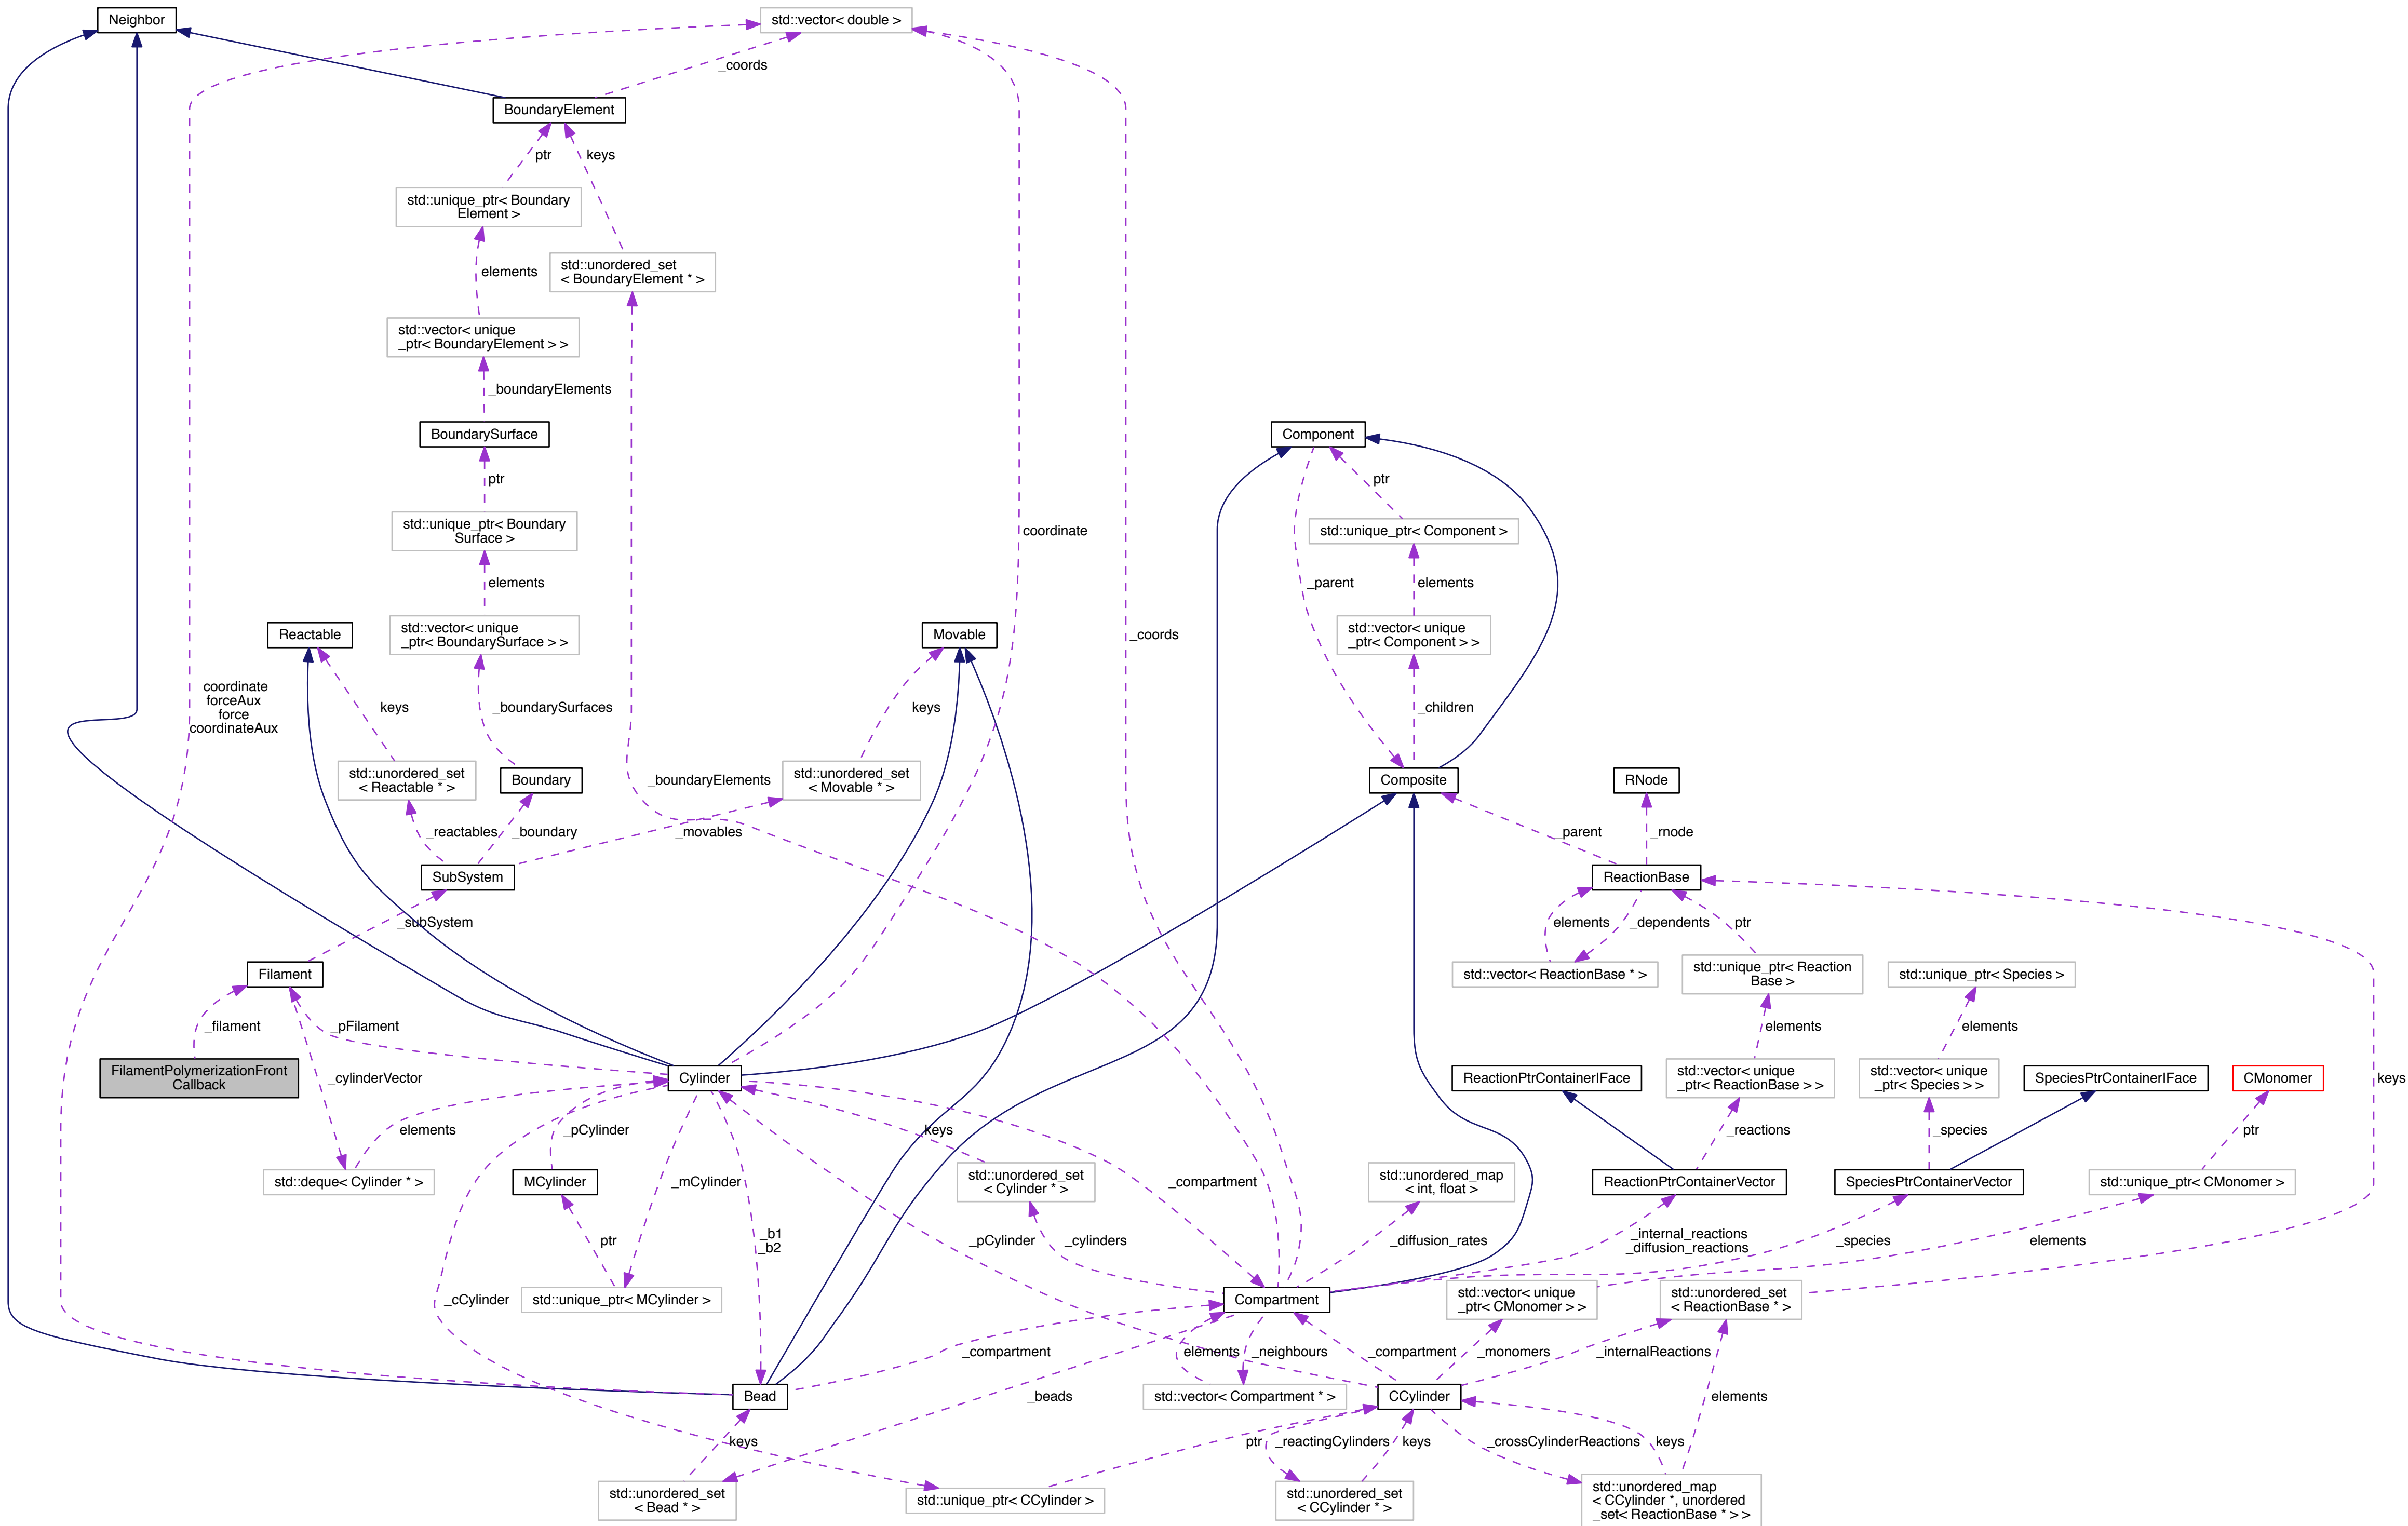 Neighbor
std::vector< double >
_coords
BoundaryElement
ptr
keys
std::unique_ptr< Boundary
Element >
elements
std::unordered_set
< BoundaryElement * >
std::vector< unique
_ptr< BoundaryElement > >
_boundaryElements
BoundarySurface
Component
ptr
ptr
std::unique_ptr< Boundary
Surface >
coordinate
std::unique_ptr< Component >
elements
_parent
elements
Reactable
std::vector< unique
_ptr< BoundarySurface > >
Movable
_coords
std::vector< unique
_ptr< Component > >
coordinate
forceAux
force
coordinateAux
keys
_boundarySurfaces
keys
_children
std::unordered_set
< Reactable * >
Boundary
_boundaryElements
std::unordered_set
< Movable * >
Composite
RNode
_reactables
_boundary
_movables
_parent
_rnode
SubSystem
ReactionBase
_subSystem
elements
_dependents
ptr
Filament
std::vector< ReactionBase * >
std::unique_ptr< Reaction
Base >
std::unique_ptr< Species >
_filament
_pFilament
elements
elements
FilamentPolymerizationFront
Callback
_cylinderVector
Cylinder
ReactionPtrContainerIFace
std::vector< unique
_ptr< ReactionBase > >
std::vector< unique
_ptr< Species > >
SpeciesPtrContainerIFace
CMonomer
keys
elements
_pCylinder
keys
_reactions
_species
ptr
std::deque< Cylinder * >
MCylinder
_mCylinder
std::unordered_set
< Cylinder * >
_compartment
std::unordered_map
< int, float >
ReactionPtrContainerVector
SpeciesPtrContainerVector
std::unique_ptr< CMonomer >
ptr
_b1
_b2
_pCylinder
_cylinders
_diffusion_rates
_internal_reactions
_diffusion_reactions
_species
elements
_cCylinder
std::unique_ptr< MCylinder >
Compartment
std::vector< unique
_ptr< CMonomer > >
std::unordered_set
< ReactionBase * >
_compartment
elements
_neighbours
_compartment
_monomers
_internalReactions
Bead
_beads
std::vector< Compartment * >
CCylinder
elements
keys
ptr
_reactingCylinders
keys
_crossCylinderReactions
keys
std::unordered_set
< Bead * >
std::unique_ptr< CCylinder >
std::unordered_set
< CCylinder * >
std::unordered_map
< CCylinder *, unordered
_set< ReactionBase * > >